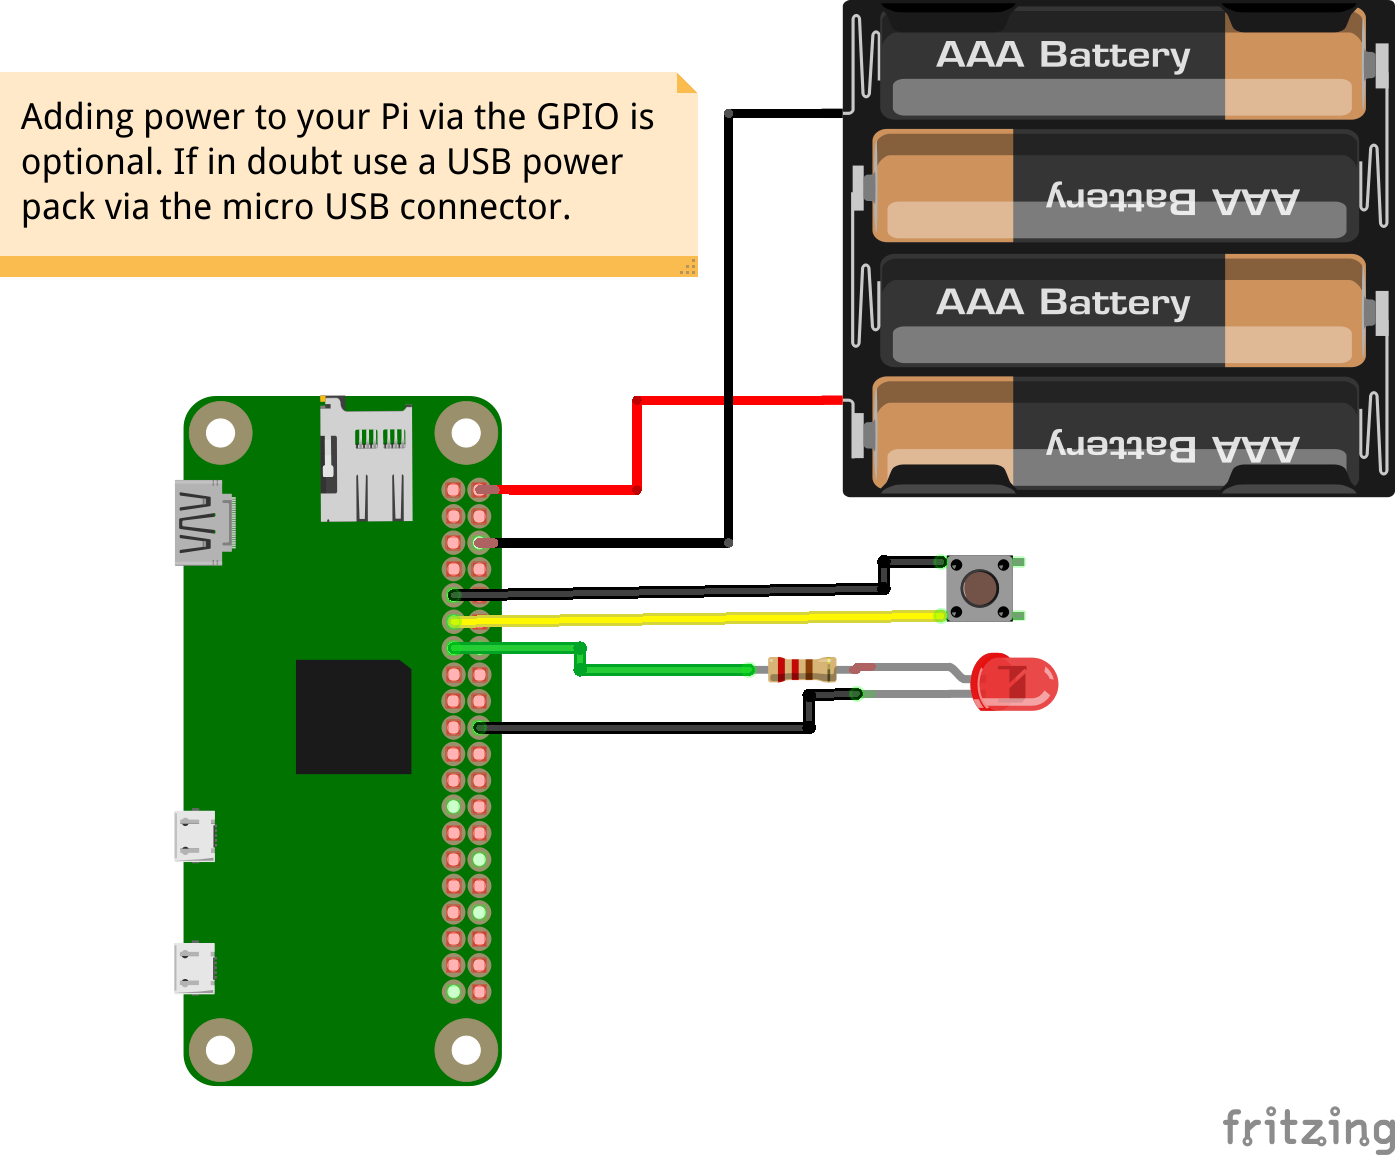 Adding power to your Pi via the GPIO is
optional. If in doubt use a USB power
pack via the micro USB connector.
AAA Battery
AAA Battery
AAA Battery
AAA Battery
fritzing